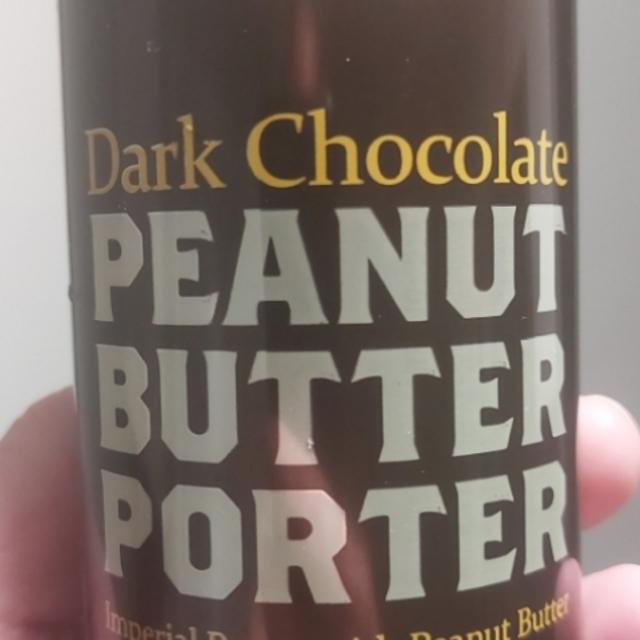 Dark Chocolate
PEANUT
BUTTER
PORTER
Imperial Peanut Butter